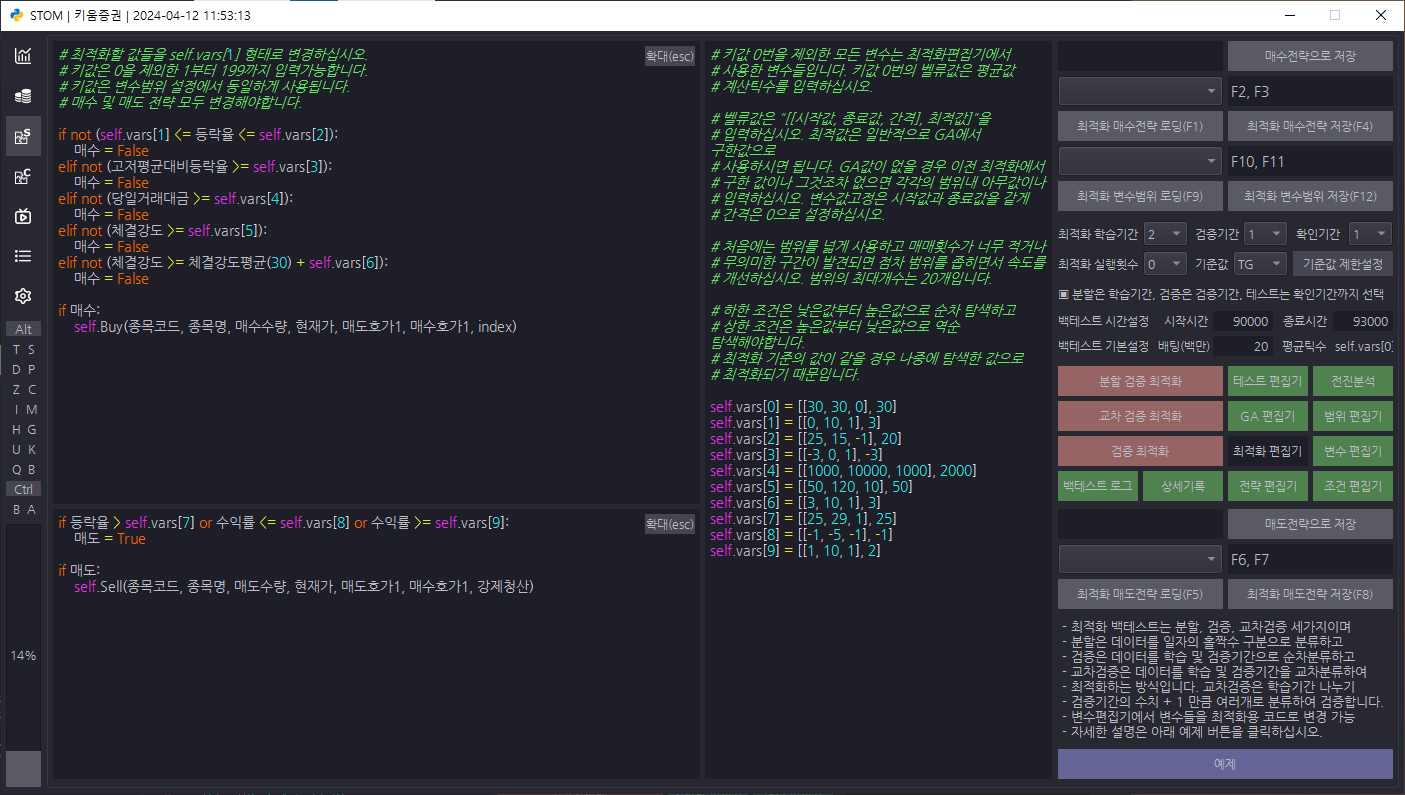 STOM | 키움증권 | 2024-04-12 11:53:13
Alt
T S
D P
Z C
I M
H G
U K
Q B
Ctrl
B A
14%
# 최적화할 값들을 self.vars[1] 형태로 변경하십시오.
# 키값은 0을 제외한 1부터 199까지 입력가능합니다.
# 키값은 변수범위 설정에서 동일하게 사용됩니다.
# 매수 및 매도 전략 모두 변경해야합니다.
확대(esc)
if not (self.vars[1] <= 등락율 <= self.vars[2]):
매수 = False
elif not (고저평균대비등락율 >= self.vars[3]):
매수 = False
elif not (당일거래대금 >= self.vars[4]):
매수 = False
elif not (체결강도 >= self.vars[5]):
매수 = False
elif not (체결강도 >= 체결강도평균(30) + self.vars[6]):
매수 = False
if 매수:
self.Buy(종목코드, 종목명, 매수수량, 현재가, 매도호가1, 매수호가1, index)
if 등락율 > self.vars[7] or 수익률 <= self.vars[8] or 수익률 >= self.vars[9]:
매도 = True
확대(esc)
if 매도:
self.Sell(종목코드, 종목명, 매도수량, 현재가, 매도호가1, 매수호가1, 강제청산)
# 키값 0번을 제외한 모든 변수는 최적화편집기에서
# 사용한 변수들입니다. 키값 0번의 벨류값은 평균값
# 계산틱수를 입력하십시오.
# 벨류값은 "[[시작값, 종료값, 간격], 최적값]"을
# 입력하십시오. 최적값은 일반적으로 GA에서
구한값으로
# 사용하시면 됩니다. GA값이 없을 경우 이전 최적화에서
# 구한 값이나 그것조차 없으면 각각의 범위내 아무값이나
# 입력하십시오. 변수값고정은 시작값과 종료값을 같게
# 간격은 0으로 설정하십시오.
# 처음에는 범위를 넓게 사용하고 매매횟수가 너무 적거나
# 무의미한 구간이 발견되면 점차 범위를 좁히면서 속도를
# 개선하십시오. 범위의 최대개수는 20개입니다.
# 하한 조건은 낮은값부터 높은값으로 순차 탐색하고
# 상한 조건은 높은값부터 낮은값으로 역순
탐색해야합니다.
# 최적화 기준의 값이 같을 경우 나중에 탐색한 값으로
# 최적화되기 때문입니다.
self.vars[0] = [[30, 30, 0], 30]
self.vars[1] = [[0, 10, 1], 3]
self.vars[2] = [[25, 15, -1], 20]
self.vars[3] = [[-3, 0, 1], -3]
self.vars[4] = [[1000, 10000, 1000], 2000]
self.vars[5] = [[50, 120, 10], 50]
self.vars[6] = [[3, 10, 1], 3]
self.vars[7] = [[25, 29, 1], 25]
self.vars[8] = [[-1, -5, -1], -1]
self.vars[9] = [[1, 10, 1], 2]
매수전략으로 저장
F2, F3
최적화 매수전략 로딩(F1) 최적화 매수전략 저장(F4)
F10, F11
최적화 변수범위 로딩(F9) 최적화 변수범위 저장(F12)
최적화 학습기간 2 검증기간 1 확인기간 1
최적화 실행횟수 0 기준값 TG 기준값 제한설정
▣ 분할은 학습기간, 검증은 검증기간, 테스트는 확인기간까지 선택
백테스트 시간설정 시작시간 90000 종료시간 93000
백테스트 기본설정 배팅(백만) 20 평균틱수 self.vars[0]
분할 검증 최적화 테스트 편집기 전진분석
교차 검증 최적화 GA 편집기 범위 편집기
검증 최적화 최적화 편집기 변수 편집기
백테스트 로그 상세기록 전략 편집기 조건 편집기
매도전략으로 저장
F6, F7
최적화 매도전략 로딩(F5) 최적화 매도전략 저장(F8)
- 최적화 백테스트는 분할, 검증, 교차검증 세가지이며
- 분할은 데이터를 일자의 홀짝수 구분으로 분류하고
- 검증은 데이터를 학습 및 검증기간으로 순차분류하고
- 교차검증은 데이터를 학습 및 검증기간을 교차분류하여
- 최적화하는 방식입니다. 교차검증은 학습기간 나누기
- 검증기간의 수치 + 1 만큼 여러개로 분류하여 검증합니다.
- 변수편집기에서 변수들을 최적화용 코드로 변경 가능
- 자세한 설명은 아래 예제 버튼을 클릭하십시오.
예제